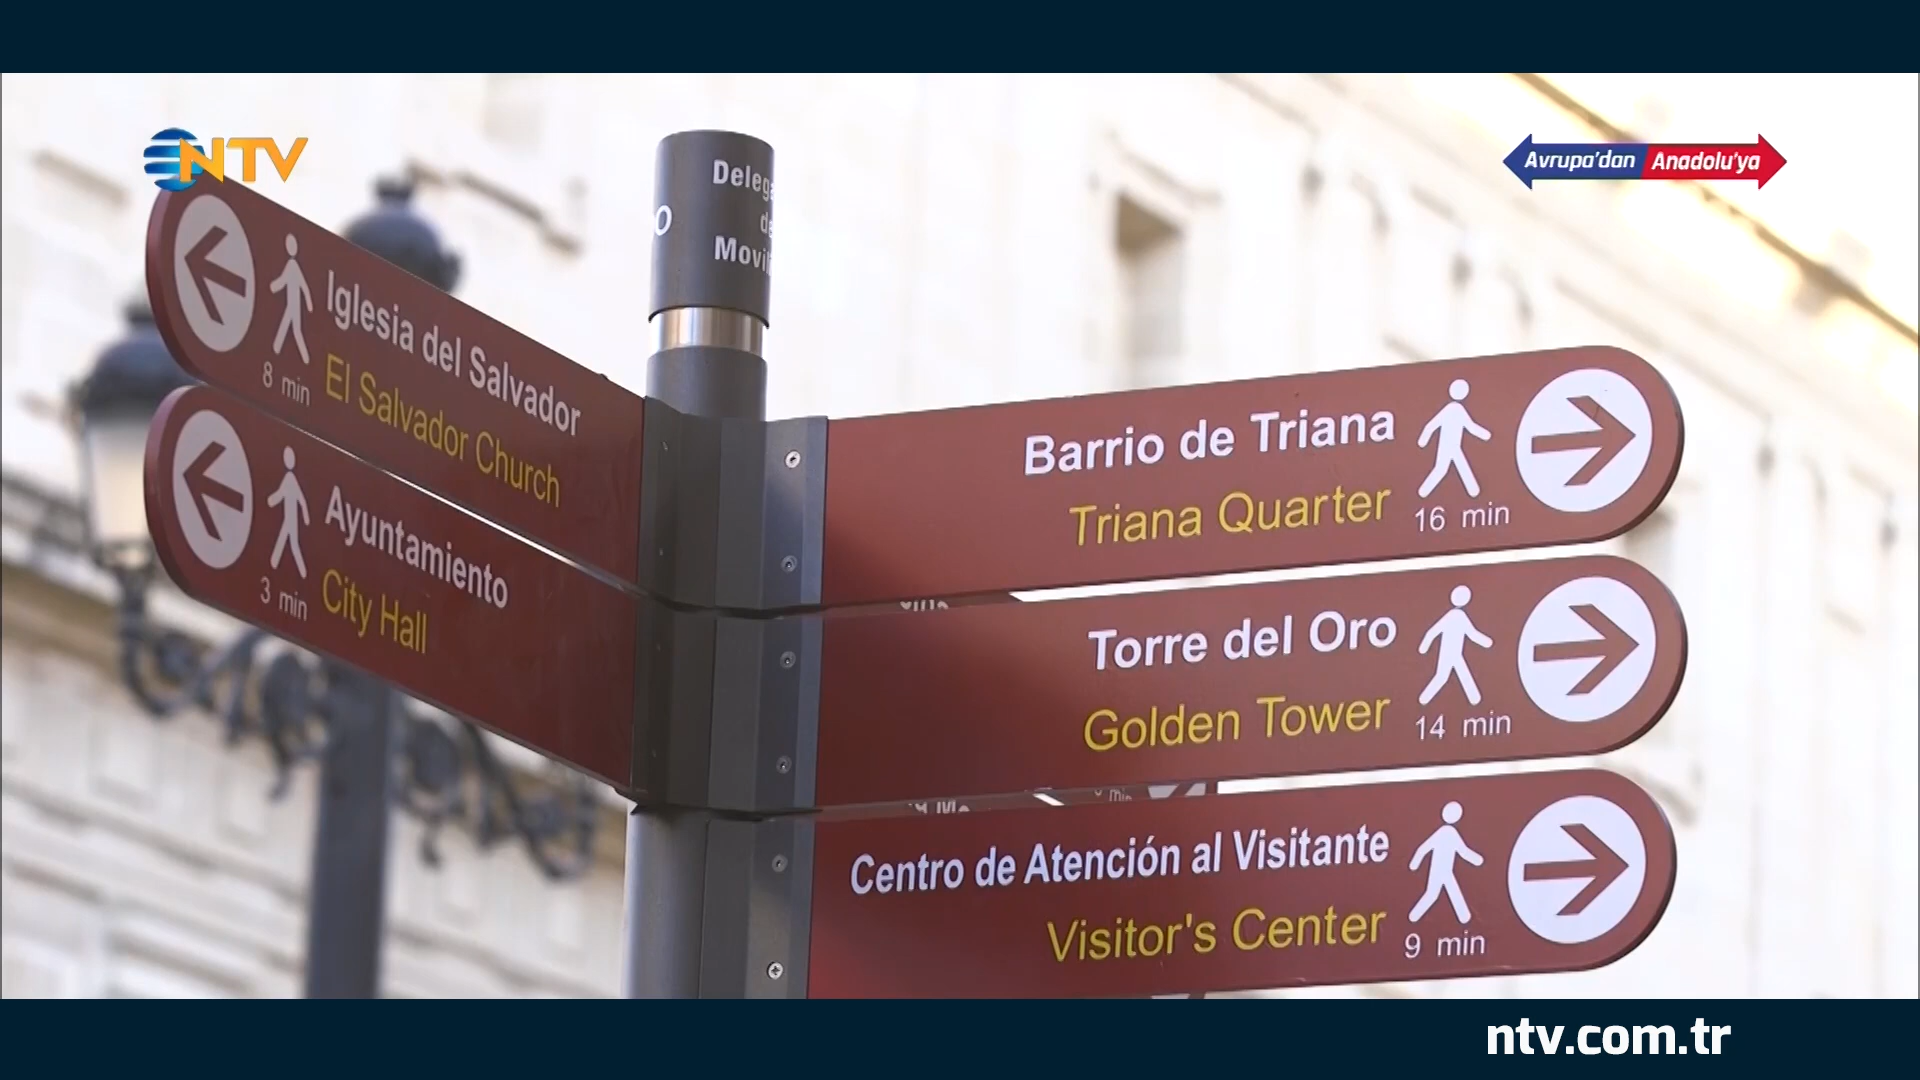 NTV
Avrupa'dan Anadolu'ya
Iglesia del Salvador
El Salvador Church
8 min
Ayuntamiento
City Hall
3 min
Barrio de Triana
Triana Quarter
16 min
Torre del Oro
Golden Tower
14 min
Centro de Atención al Visitante
Visitor's Center
9 min
ntv.com.tr